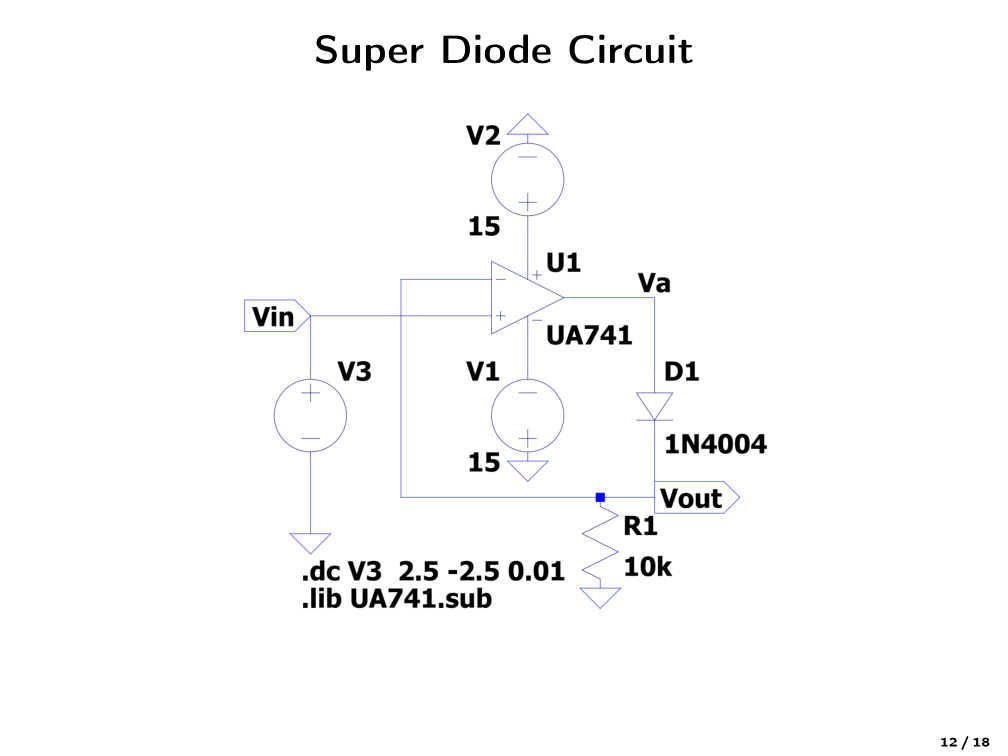 Super Diode Circuit
V2
15
U1
Va
Vin
UA741
V3
V1
D1
1N4004
15
Vout
R1
10k
.dc V3 2.5 -2.5 0.01
.lib UA741.sub
12 / 18